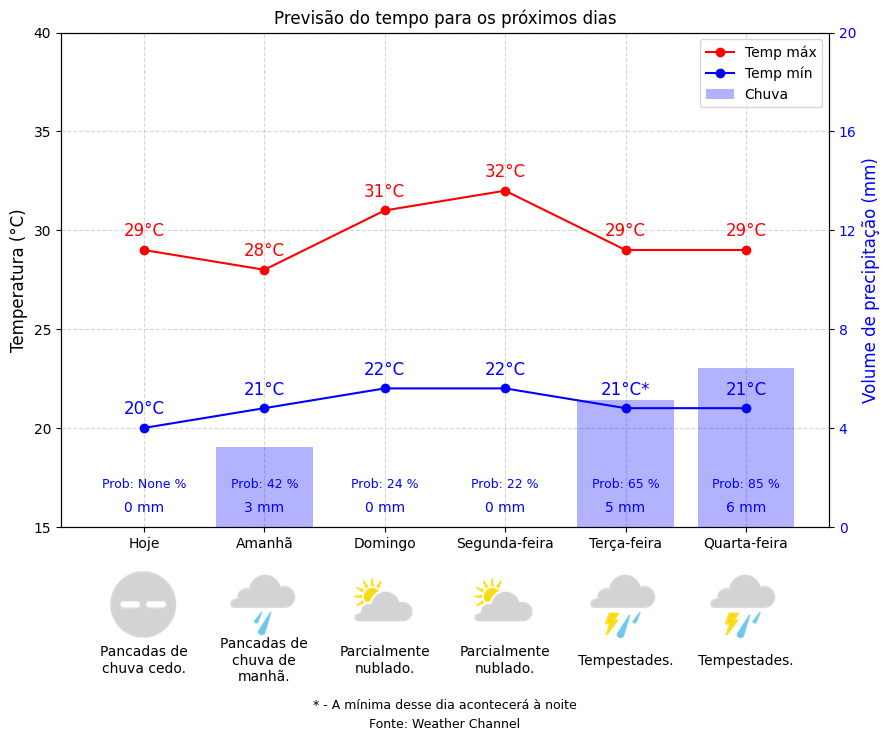 Previsão do tempo para os próximos dias
40
35
30
25
20
15
Temperatura (°C)
20
16
12
8
4
0
Volume de precipitação (mm)
Temp máx
Temp mín
Chuva
29°C
28°C
31°C
32°C
29°C
29°C
20°C
21°C
22°C
22°C
21°C*
21°C
Prob: None %
Prob: 42 %
Prob: 24 %
Prob: 22 %
Prob: 65 %
Prob: 85 %
0 mm
3 mm
0 mm
0 mm
5 mm
6 mm
Hoje
Amanhã
Domingo
Segunda-feira
Terça-feira
Quarta-feira
Pancadas de
chuva cedo.
Pancadas de
chuva de
manhã.
Parcialmente
nublado.
Parcialmente
nublado.
Tempestades.
Tempestades.
* - A mínima desse dia acontecerá à noite
Fonte: Weather Channel